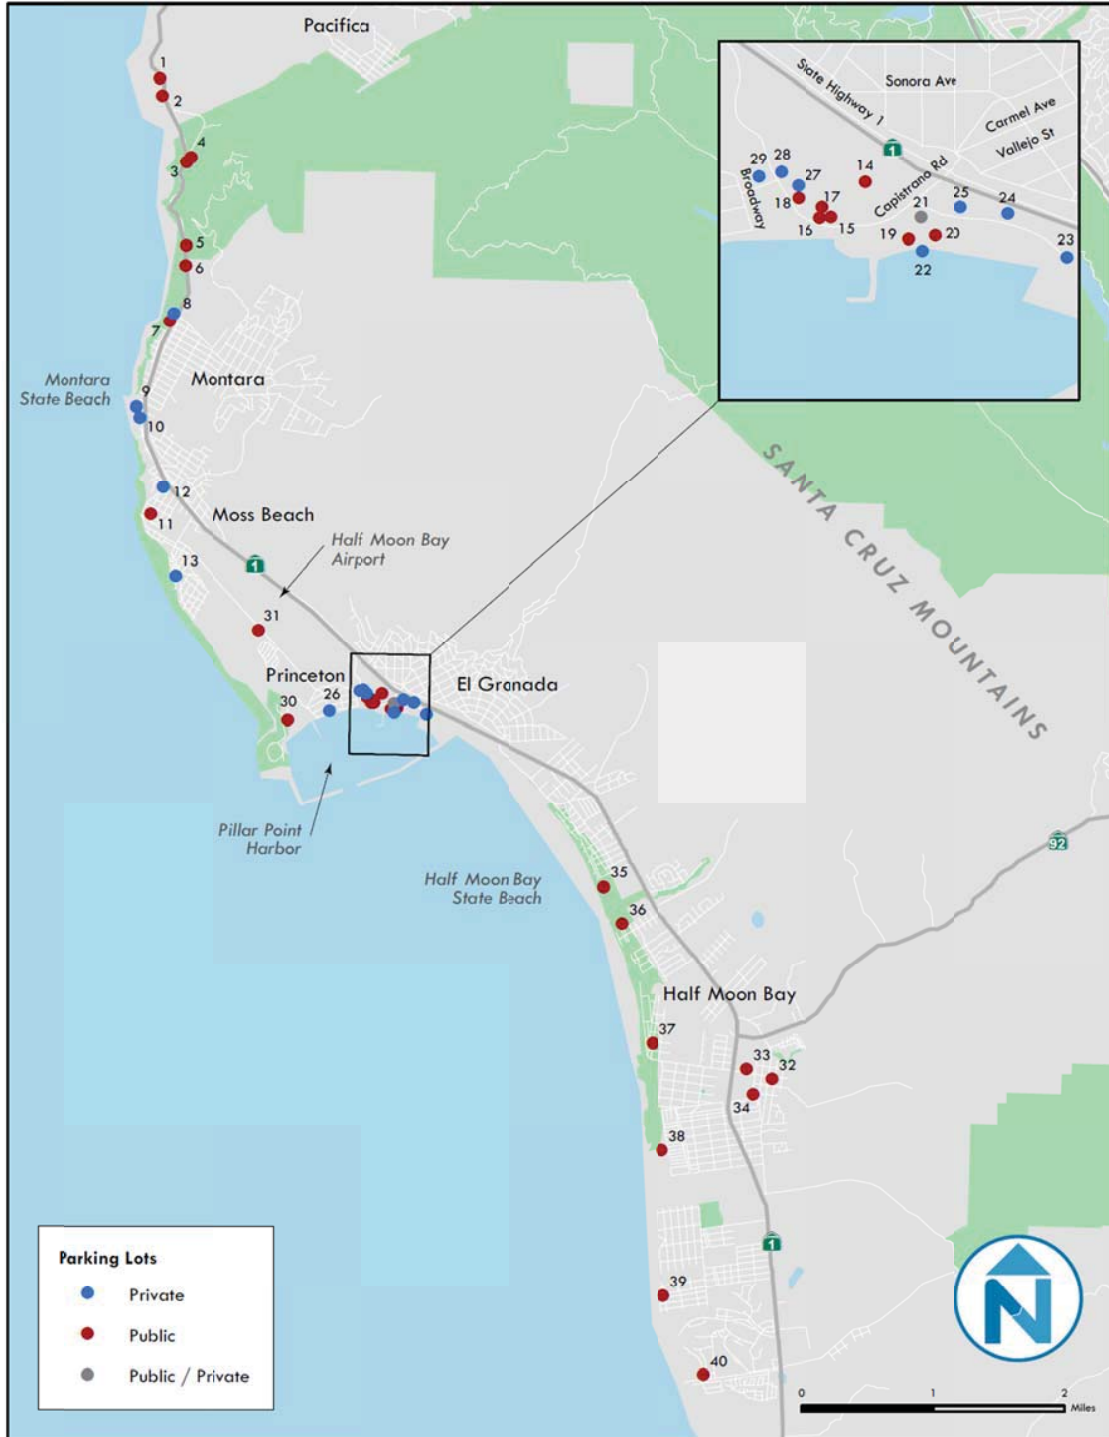 Pacifica
1
2
4
3
5
6
8
7
Montara
State Beach
Montara
9
10
12
11
Moss Beach
Half Moon Bay
Airport
1
13
31
Princeton
26
30
El Granada
Pillar Point
Harbor
Half Moon Bay
State Beach
35
36
Half Moon Bay
37
33
32
34
38
1
39
40
92
SANTA CRUZ MOUNTAINS
State Highway 1
Sonora Ave
Carmel Ave
Vallejo St
1
Capistrano Rd
Broadway
29
28
27
14
18
17
16
15
21
25
24
19
20
22
23
Parking Lots
Private
Public
Public / Private
N
0 1 2
Miles